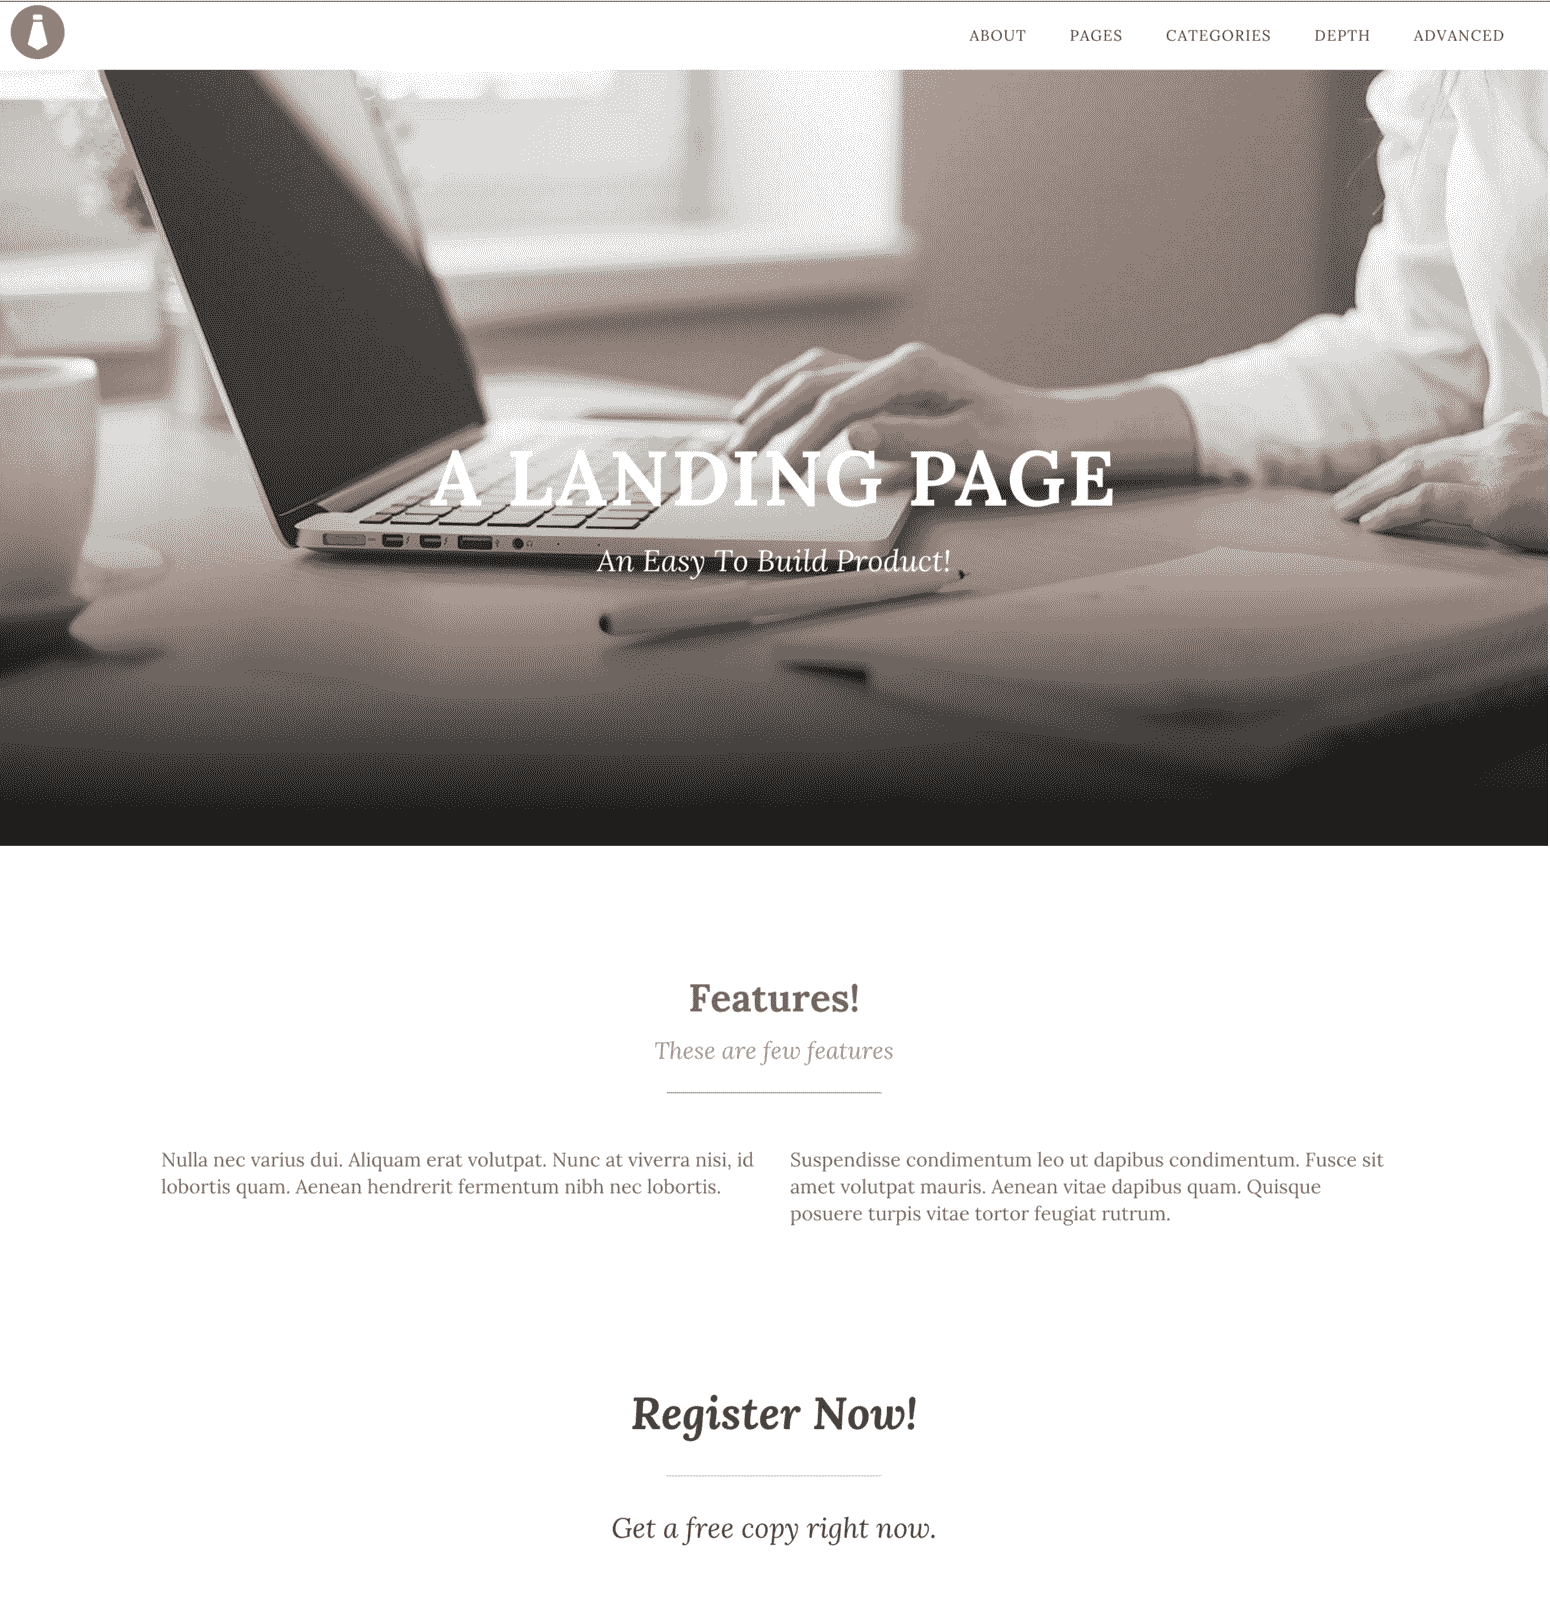 ABOUT PAGES CATEGORIES DEPTH ADVANCED
A LANDING PAGE
An Easy To Build Product!
Features!
These are few features
Nulla nec varius dui. Aliquam erat volutpat. Nunc at viverra nisi, id
lobortis quam. Aenean hendrerit fermentum nibh nec lobortis.
Suspendisse condimentum leo ut dapibus condimentum. Fusce sit
amet volutpat mauris. Aenean vitae dapibus quam. Quisque
posuere turpis vitae tortor feugiat rutrum.
Register Now!
Get a free copy right now.